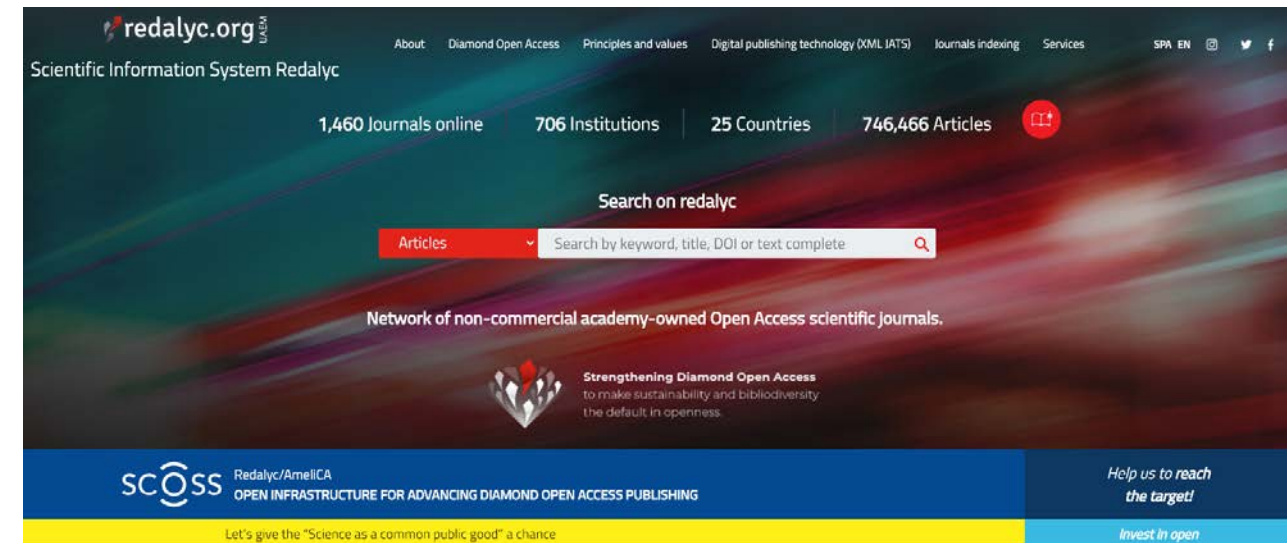 redalyc.org UAEM
Scientific Information System Redalyc
About Diamond Open Access Principles and values Digital publishing technology (XML JATS) Journals indexing Services SPA EN
1,460 Journals online 706 Institutions 25 Countries 746,466 Articles
Search on redalyc
Articles Search by keyword, title, DOI or text complete
Network of non-commercial academy-owned Open Access scientific journals.
Strengthening Diamond Open Access
to make sustainability and bibliodiversity
the default in openness.
SCOSS
Redalyc/AmeliCA
OPEN INFRASTRUCTURE FOR ADVANCING DIAMOND OPEN ACCESS PUBLISHING
Help us to reach
the target!
Let's give the "Science as a common public good" a chance
Invest in open